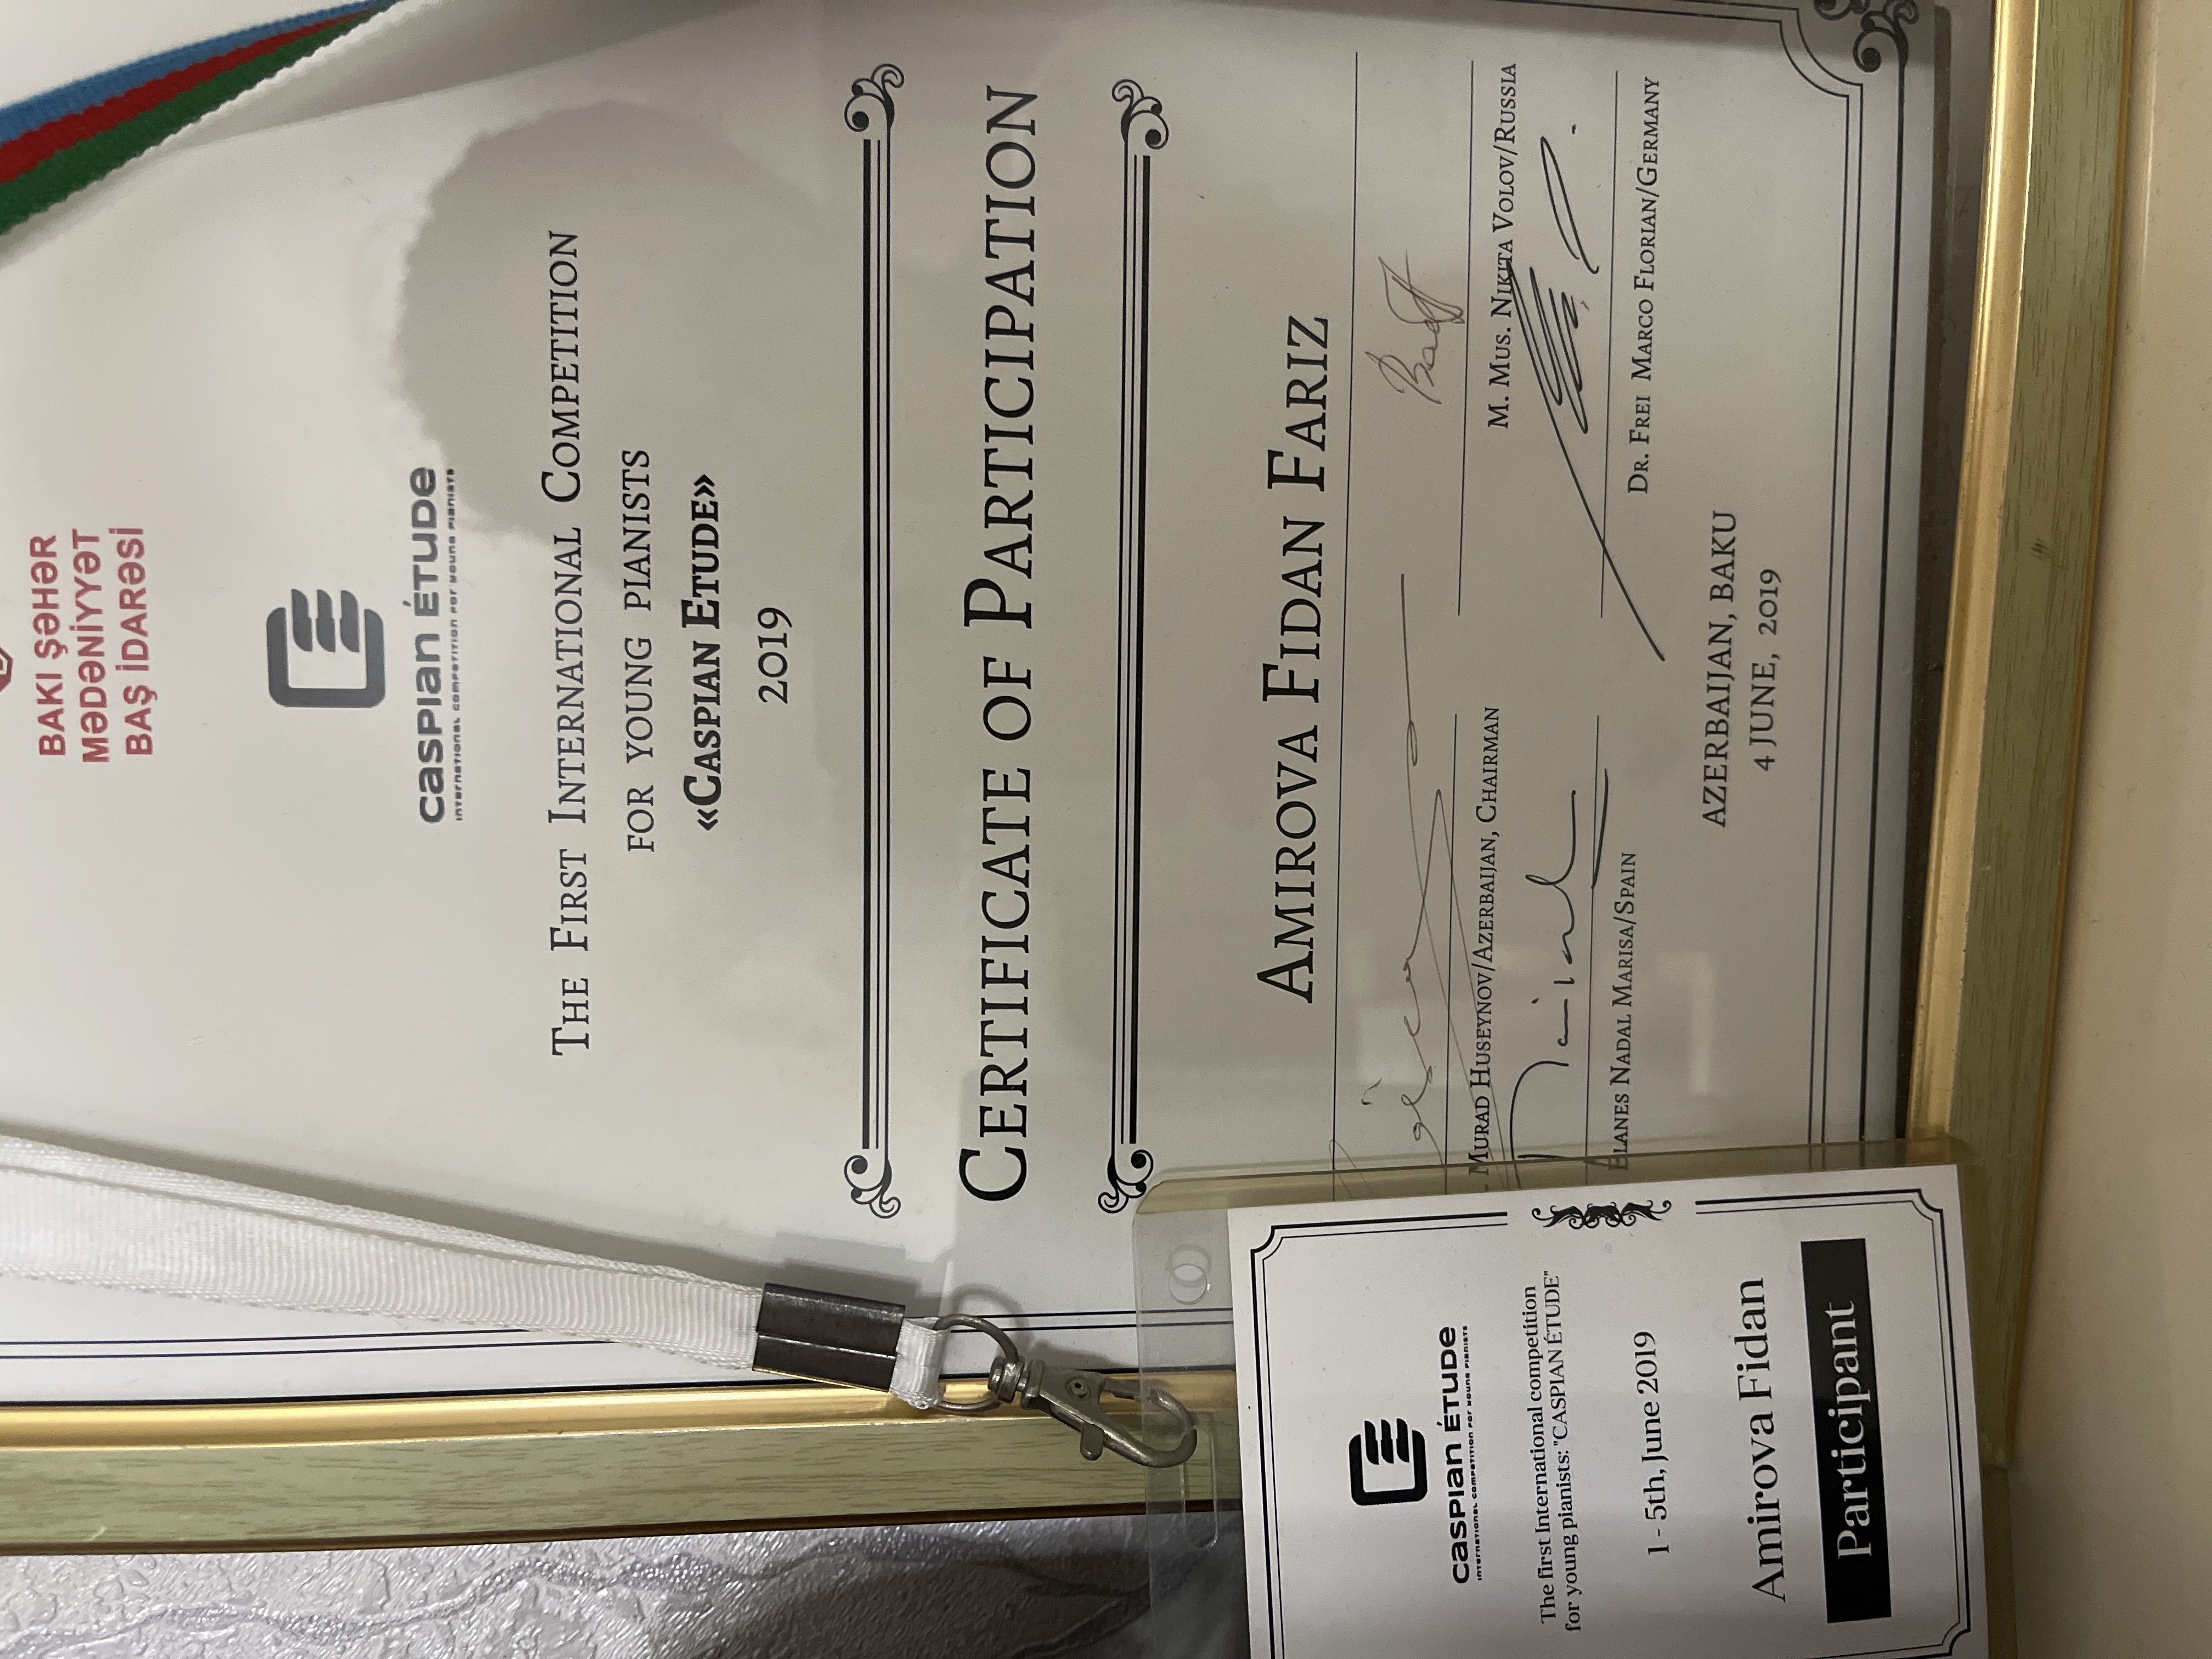 BAKI ŞƏHƏR
MƏDƏNİYYƏT
BAŞ İDARƏSİ
CASPIAN ÉTUDE
INTERNATIONAL COMPETITION FOR YOUNG PIANISTS
THE FIRST INTERNATIONAL COMPETITION
FOR YOUNG PIANISTS
«CASPIAN ETUDE»
2019
CERTIFICATE OF PARTICIPATION
AMIROVA FIDAN FARIZ
MURAD HUSEYNOV/AZERBAIJAN, CHAIRMAN
M. MUS. NIKITA VOLOV/RUSSIA
ELANES NADAL MARISA/SPAIN
DR. FREI MARCO FLORIAN/GERMANY
AZERBAIJAN, BAKU
4 JUNE, 2019
CASPIAN ÉTUDE
INTERNATIONAL COMPETITION FOR YOUNG PIANISTS
The first International competition
for young pianists: "CASPIAN ÉTUDE"
1 - 5th, June 2019
Amirova Fidan
Participant